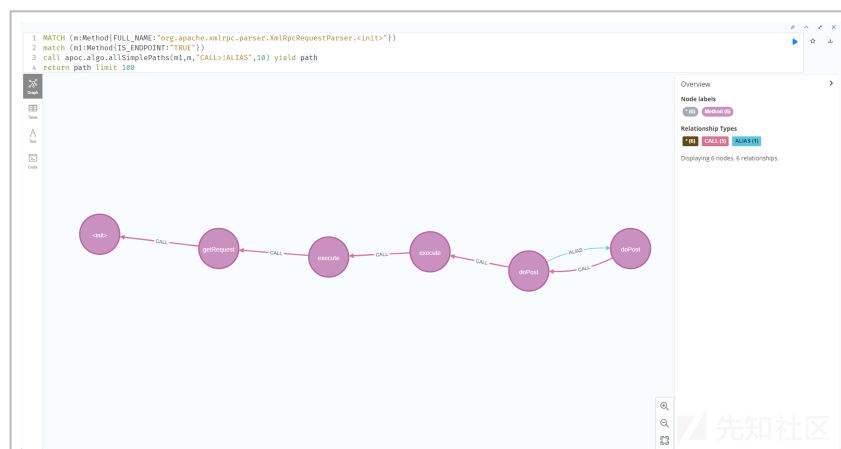 1 MATCH (m:Method{FULL_NAME:"org.apache.xmlrpc.parser.XmlRpcRequestParser.<init>"})
2 match (m1:Method{IS_ENDPOINT:"TRUE"})
3 call apoc.algo.allSimplePaths(m1,m,"CALL>|ALIAS",10) yield path
4 return path limit 100
Graph
Table
Text
Code
Overview
Node labels
*(6) Method (6)
Relationship Types
*(6) CALL (5) ALIAS (1)
Displaying 6 nodes, 6 relationships.
<init>
CALL
getRequest
CALL
execute
CALL
execute
CALL
doPost
ALIAS
CALL
doPost
先知社区